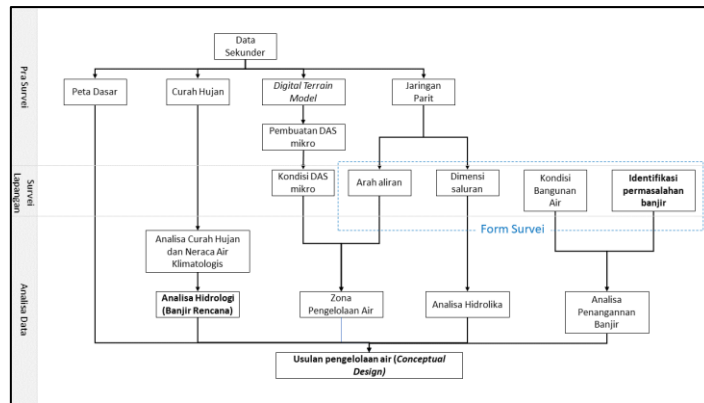 Data
Sekunder
Pra Survei
Peta Dasar
Curah Hujan
Digital Terrain
Model
Jaringan
Parit
Pembuatan DAS
mikro
Survei
Lapangan
Kondisi DAS
mikro
Arah aliran
Dimensi
saluran
Kondisi
Bangunan
Air
Identifikasi
permasalahan
banjir
Form Survei
Analisa Data
Analisa Curah Hujan
dan Neraca Air
Klimatologis
Analisa Hidrologi
(Banjir Rencana)
Zona
Pengelolaan Air
Analisa Hidrolika
Analisa
Penangannan
Banjir
Usulan pengelolaan air (Conceptual
Design)